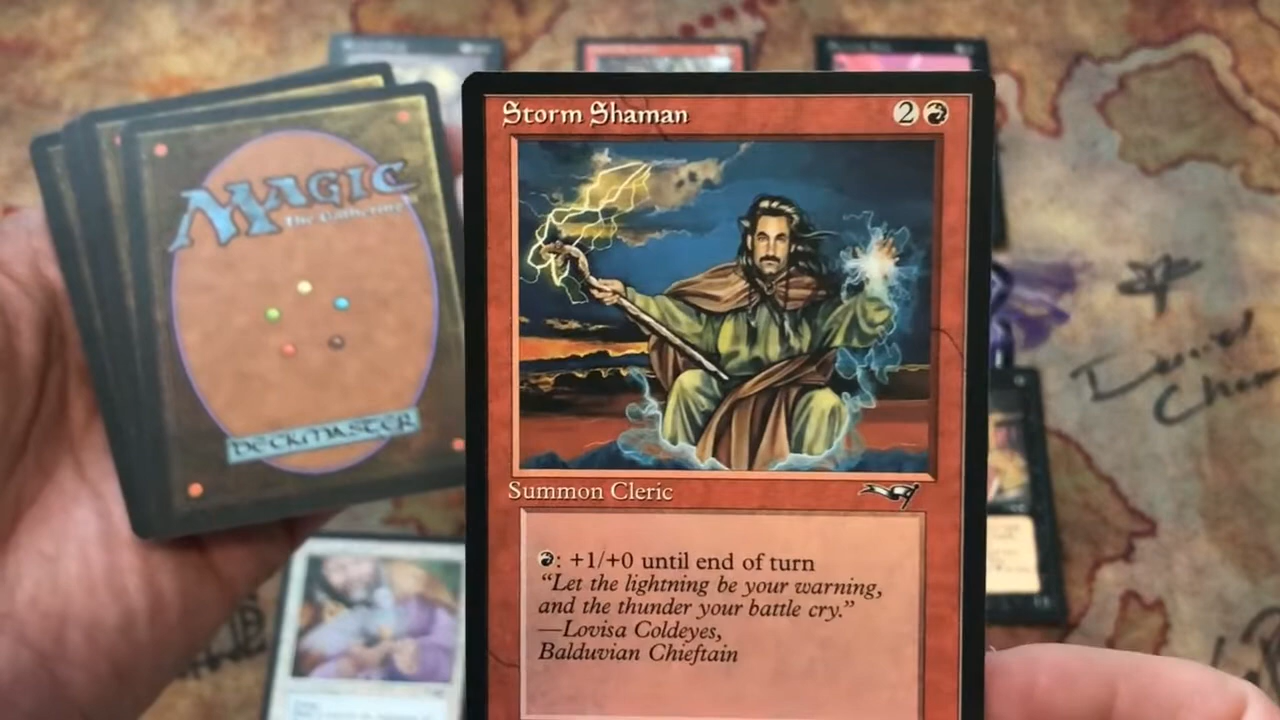 MAGIC
The Gathering
DECKMASTER
Storm Shaman
2
Summon Cleric
: +1/+0 until end of turn
“Let the lightning be your warning,
and the thunder your battle cry.”
—Lovisa Coldeyes,
Balduvian Chieftain